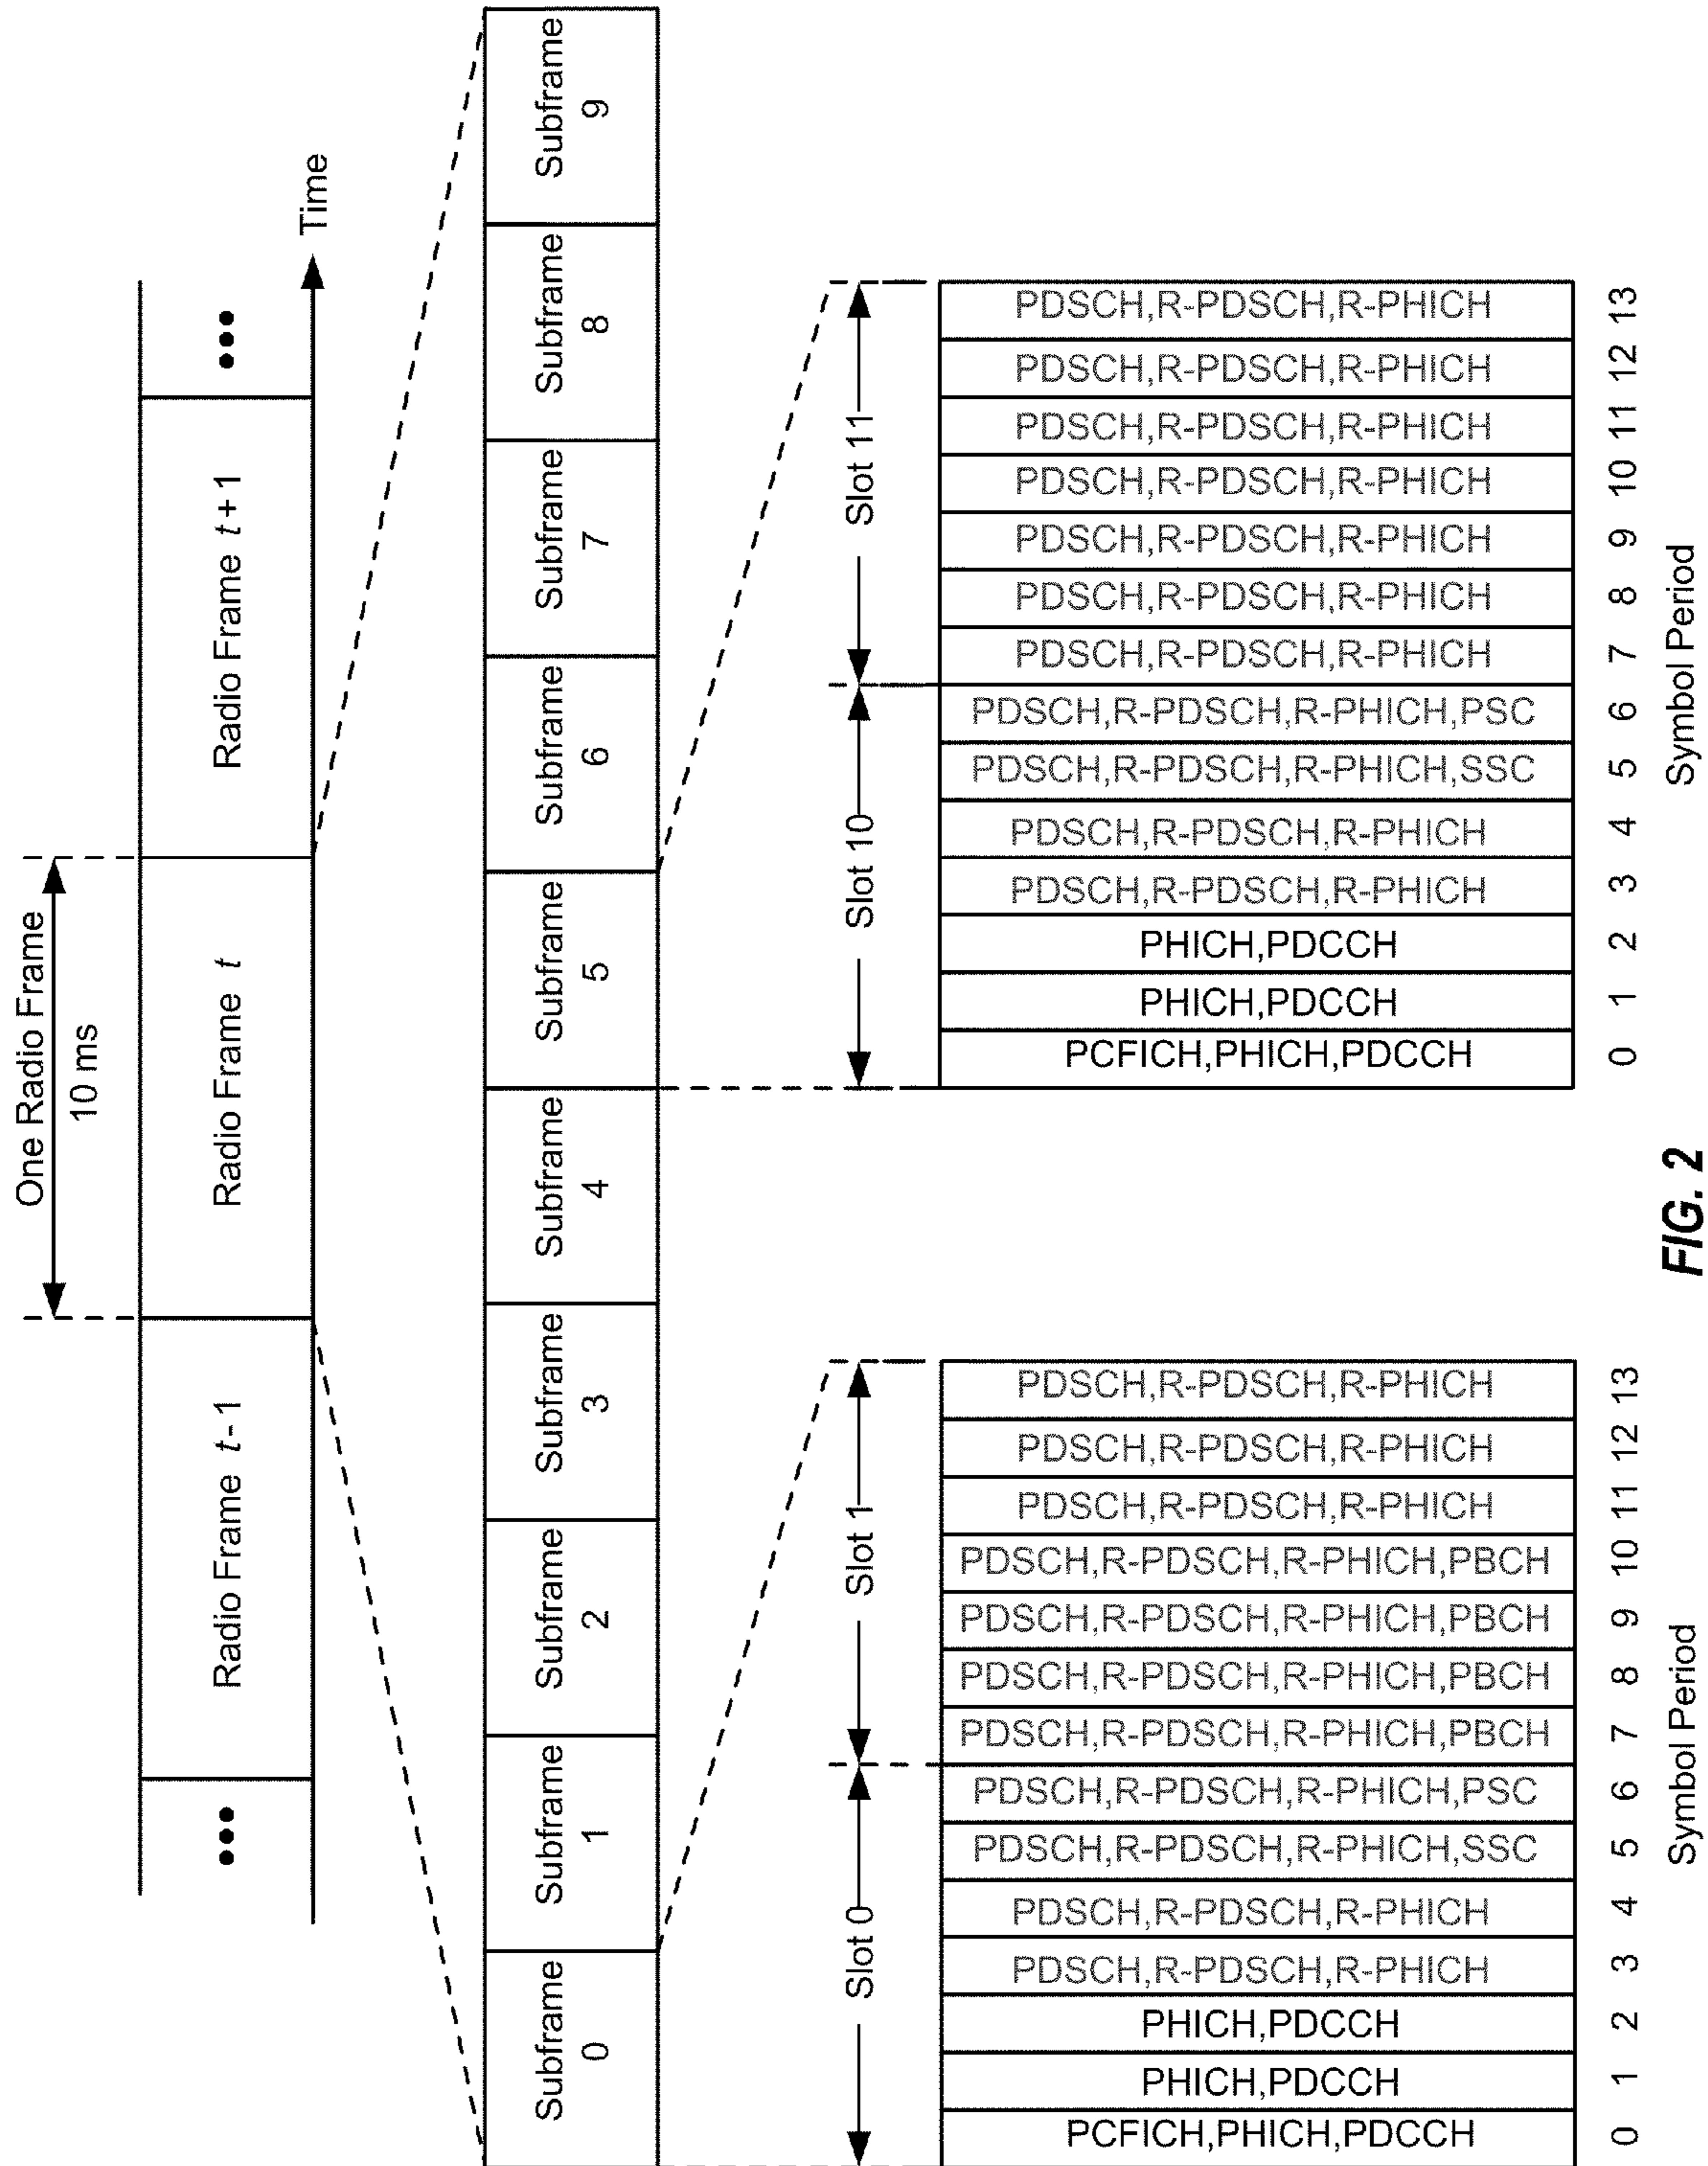 One Radio Frame
10 ms
•••
Radio Frame t - 1
Radio Frame t
Radio Frame t + 1
•••
Time
Subframe
0
Subframe
1
Subframe
2
Subframe
3
Subframe
4
Subframe
5
Subframe
6
Subframe
7
Subframe
8
Subframe
9
Slot 0
Slot 1
PCFICH,PHICH,PDCCH
PHICH,PDCCH
PHICH,PDCCH
PDSCH,R-PDSCH,R-PHICH
PDSCH,R-PDSCH,R-PHICH
PDSCH,R-PDSCH,R-PHICH,SSC
PDSCH,R-PDSCH,R-PHICH,PSC
PDSCH,R-PDSCH,R-PHICH,PBCH
PDSCH,R-PDSCH,R-PHICH,PBCH
PDSCH,R-PDSCH,R-PHICH,PBCH
PDSCH,R-PDSCH,R-PHICH,PBCH
PDSCH,R-PDSCH,R-PHICH
PDSCH,R-PDSCH,R-PHICH
PDSCH,R-PDSCH,R-PHICH
0 1 2 3 4 5 6 7 8 9 10 11 12 13
Symbol Period
Slot 10
Slot 11
PCFICH,PHICH,PDCCH
PHICH,PDCCH
PHICH,PDCCH
PDSCH,R-PDSCH,R-PHICH
PDSCH,R-PDSCH,R-PHICH
PDSCH,R-PDSCH,R-PHICH,SSC
PDSCH,R-PDSCH,R-PHICH,PSC
PDSCH,R-PDSCH,R-PHICH
PDSCH,R-PDSCH,R-PHICH
PDSCH,R-PDSCH,R-PHICH
PDSCH,R-PDSCH,R-PHICH
PDSCH,R-PDSCH,R-PHICH
PDSCH,R-PDSCH,R-PHICH
PDSCH,R-PDSCH,R-PHICH
0 1 2 3 4 5 6 7 8 9 10 11 12 13
Symbol Period
FIG. 2